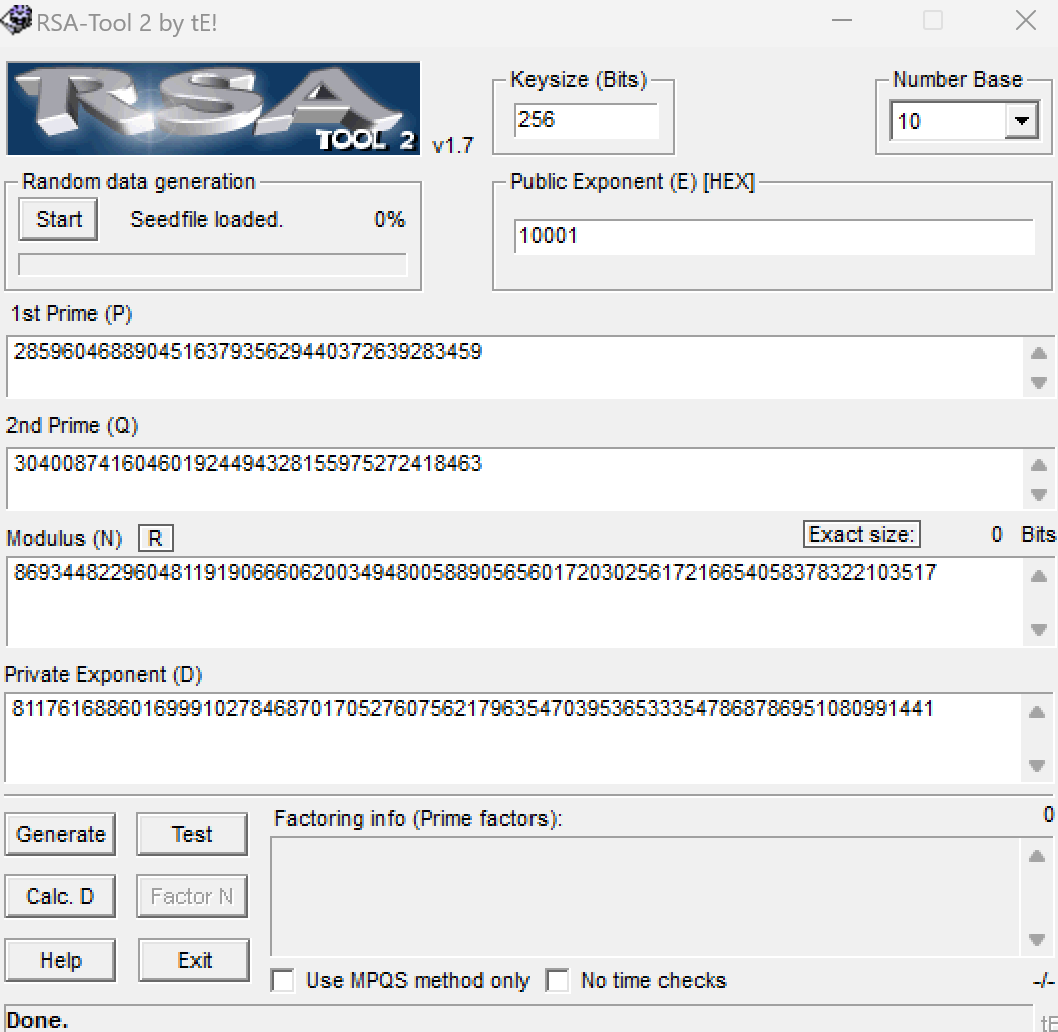 RSA-Tool 2 by tE!
RSA
TOOL 2
v1.7
Keysize (Bits)
256
Number Base
10
Random data generation
Start
Seedfile loaded.
0%
Public Exponent (E) [HEX]
10001
1st Prime (P)
285960468890451637935629440372639283459
2nd Prime (Q)
304008741604601924494328155975272418463
Modulus (N)
R
Exact size:
0 Bits
86934482296048119190666062003494800588905656017203025617216654058378322103517
Private Exponent (D)
81176168860169991027846870170527607562179635470395365333547868786951080991441
Generate
Test
Factoring info (Prime factors):
0
Calc. D
Factor N
Help
Exit
Use MPQS method only
No time checks
-/-
Done.
tE